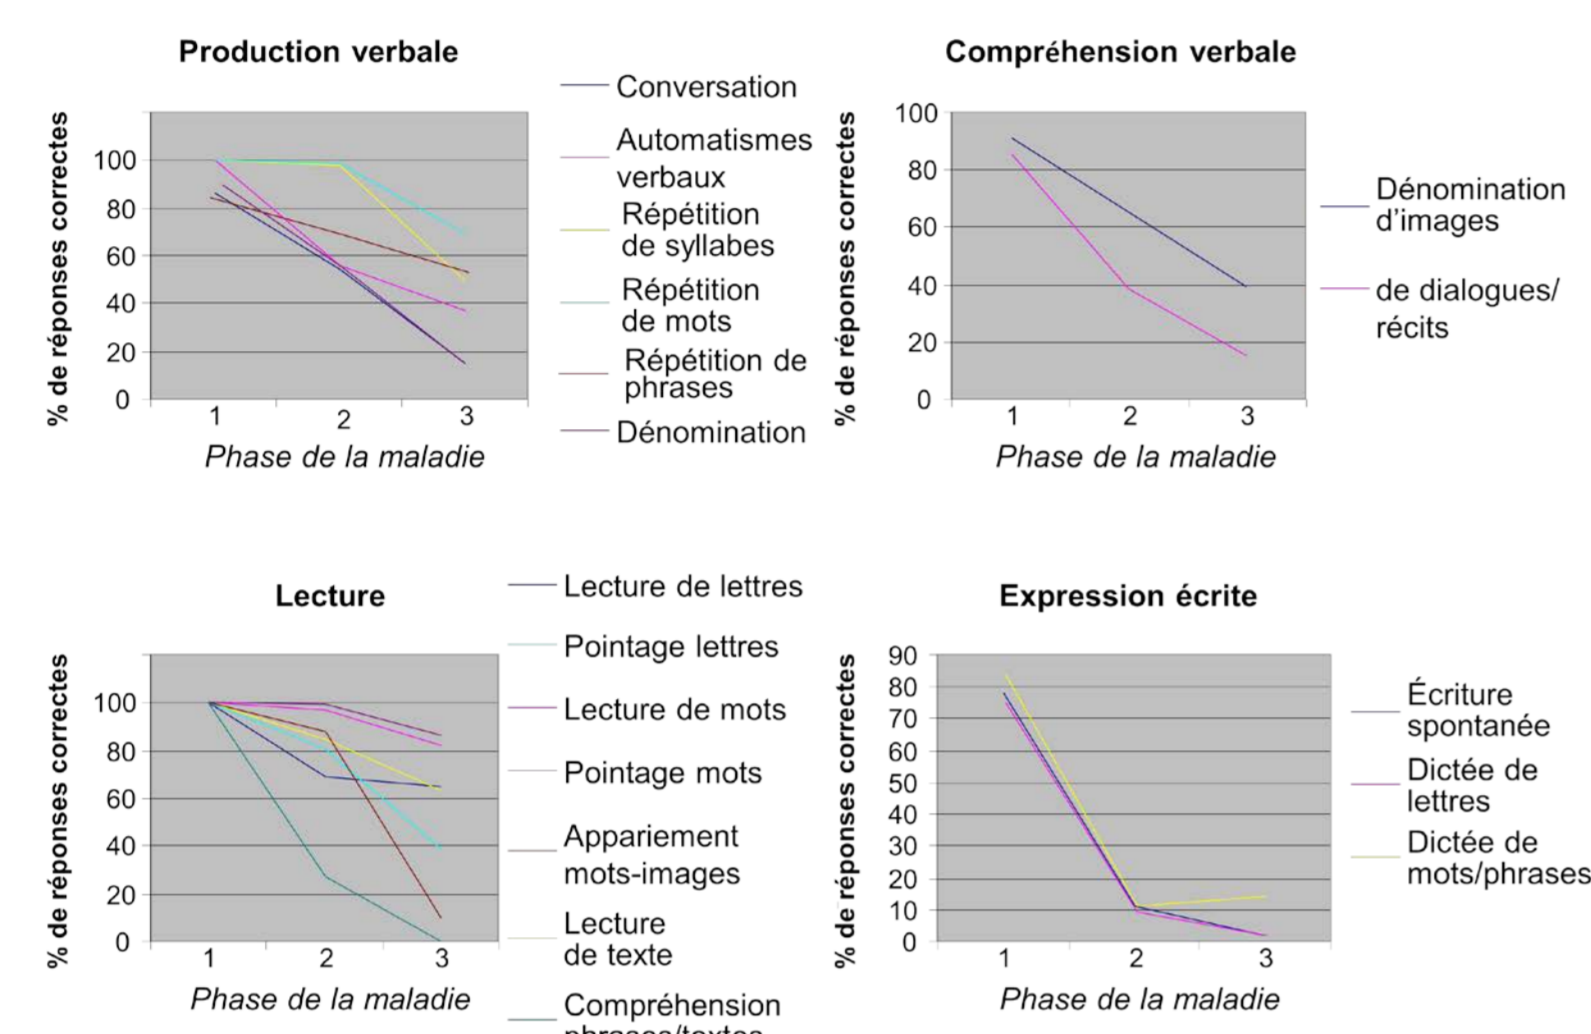 Production verbale
% de réponses correctes
100
80
60
40
20
0
1
2
3
Phase de la maladie
Conversation
Automatismes
verbaux
Répétition
de syllabes
Répétition
de mots
Répétition de
phrases
Dénomination
Compréhension verbale
% de réponses correctes
100
80
60
40
20
0
1
2
3
Phase de la maladie
Dénomination
d'images
de dialogues/
récits
Lecture
% de réponses correctes
100
80
60
40
20
0
1
2
3
Phase de la maladie
Lecture de lettres
Pointage lettres
Lecture de mots
Pointage mots
Appariement
mots-images
Lecture
de texte
Compréhension
phrases/textes
Expression écrite
% de réponses correctes
90
80
70
60
50
40
30
20
10
0
1
2
3
Phase de la maladie
Écriture
spontanée
Dictée de
lettres
Dictée de
mots/phrases